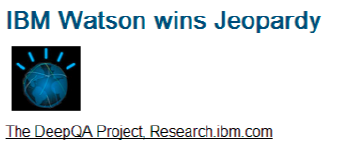 IBM Watson wins Jeopardy
The DeepQA Project, Research.ibm.com